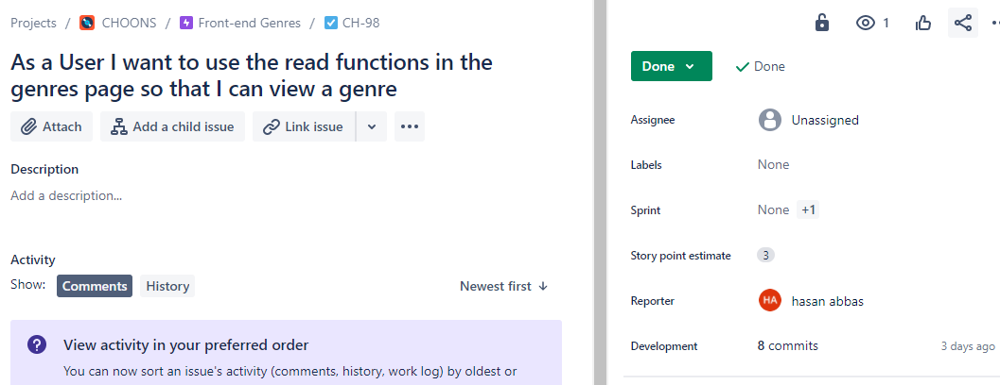 Projects / CHOONS / Front-end Genres / CH-98
As a User I want to use the read functions in the
genres page so that I can view a genre
Attach Add a child issue Link issue
Description
Add a description...
Activity
Show: Comments History Newest first
View activity in your preferred order
You can now sort an issue's activity (comments, history, work log) by oldest or
1
Done Done
Assignee Unassigned
Labels None
Sprint None +1
Story point estimate 3
Reporter HA hasan abbas
Development 8 commits 3 days ago